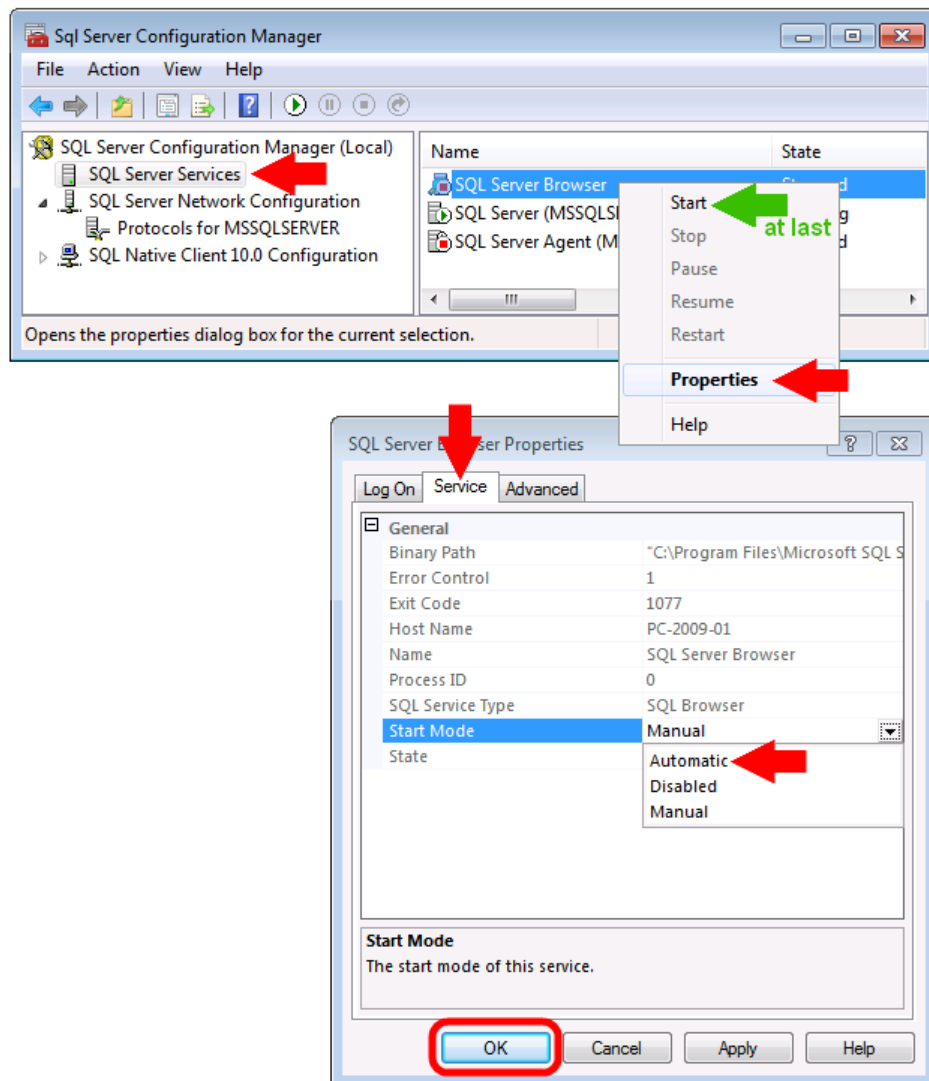 Sql Server Configuration Manager
File Action View Help
SQL Server Configuration Manager (Local)
SQL Server Services
SQL Server Network Configuration
Protocols for MSSQLSERVER
SQL Native Client 10.0 Configuration
Name State
SQL Server Browser
SQL Server (MSSQLS
SQL Server Agent (M
Start
at last
Stop
Pause
Resume
Restart
Properties
Help
Opens the properties dialog box for the current selection.
SQL Server Properties
Log On Service Advanced
General
Binary Path "C:\Program Files\Microsoft SQL S
Error Control 1
Exit Code 1077
Host Name PC-2009-01
Name SQL Server Browser
Process ID 0
SQL Service Type SQL Browser
Start Mode Manual
State
Automatic
Disabled
Manual
Start Mode
The start mode of this service.
OK Cancel Apply Help